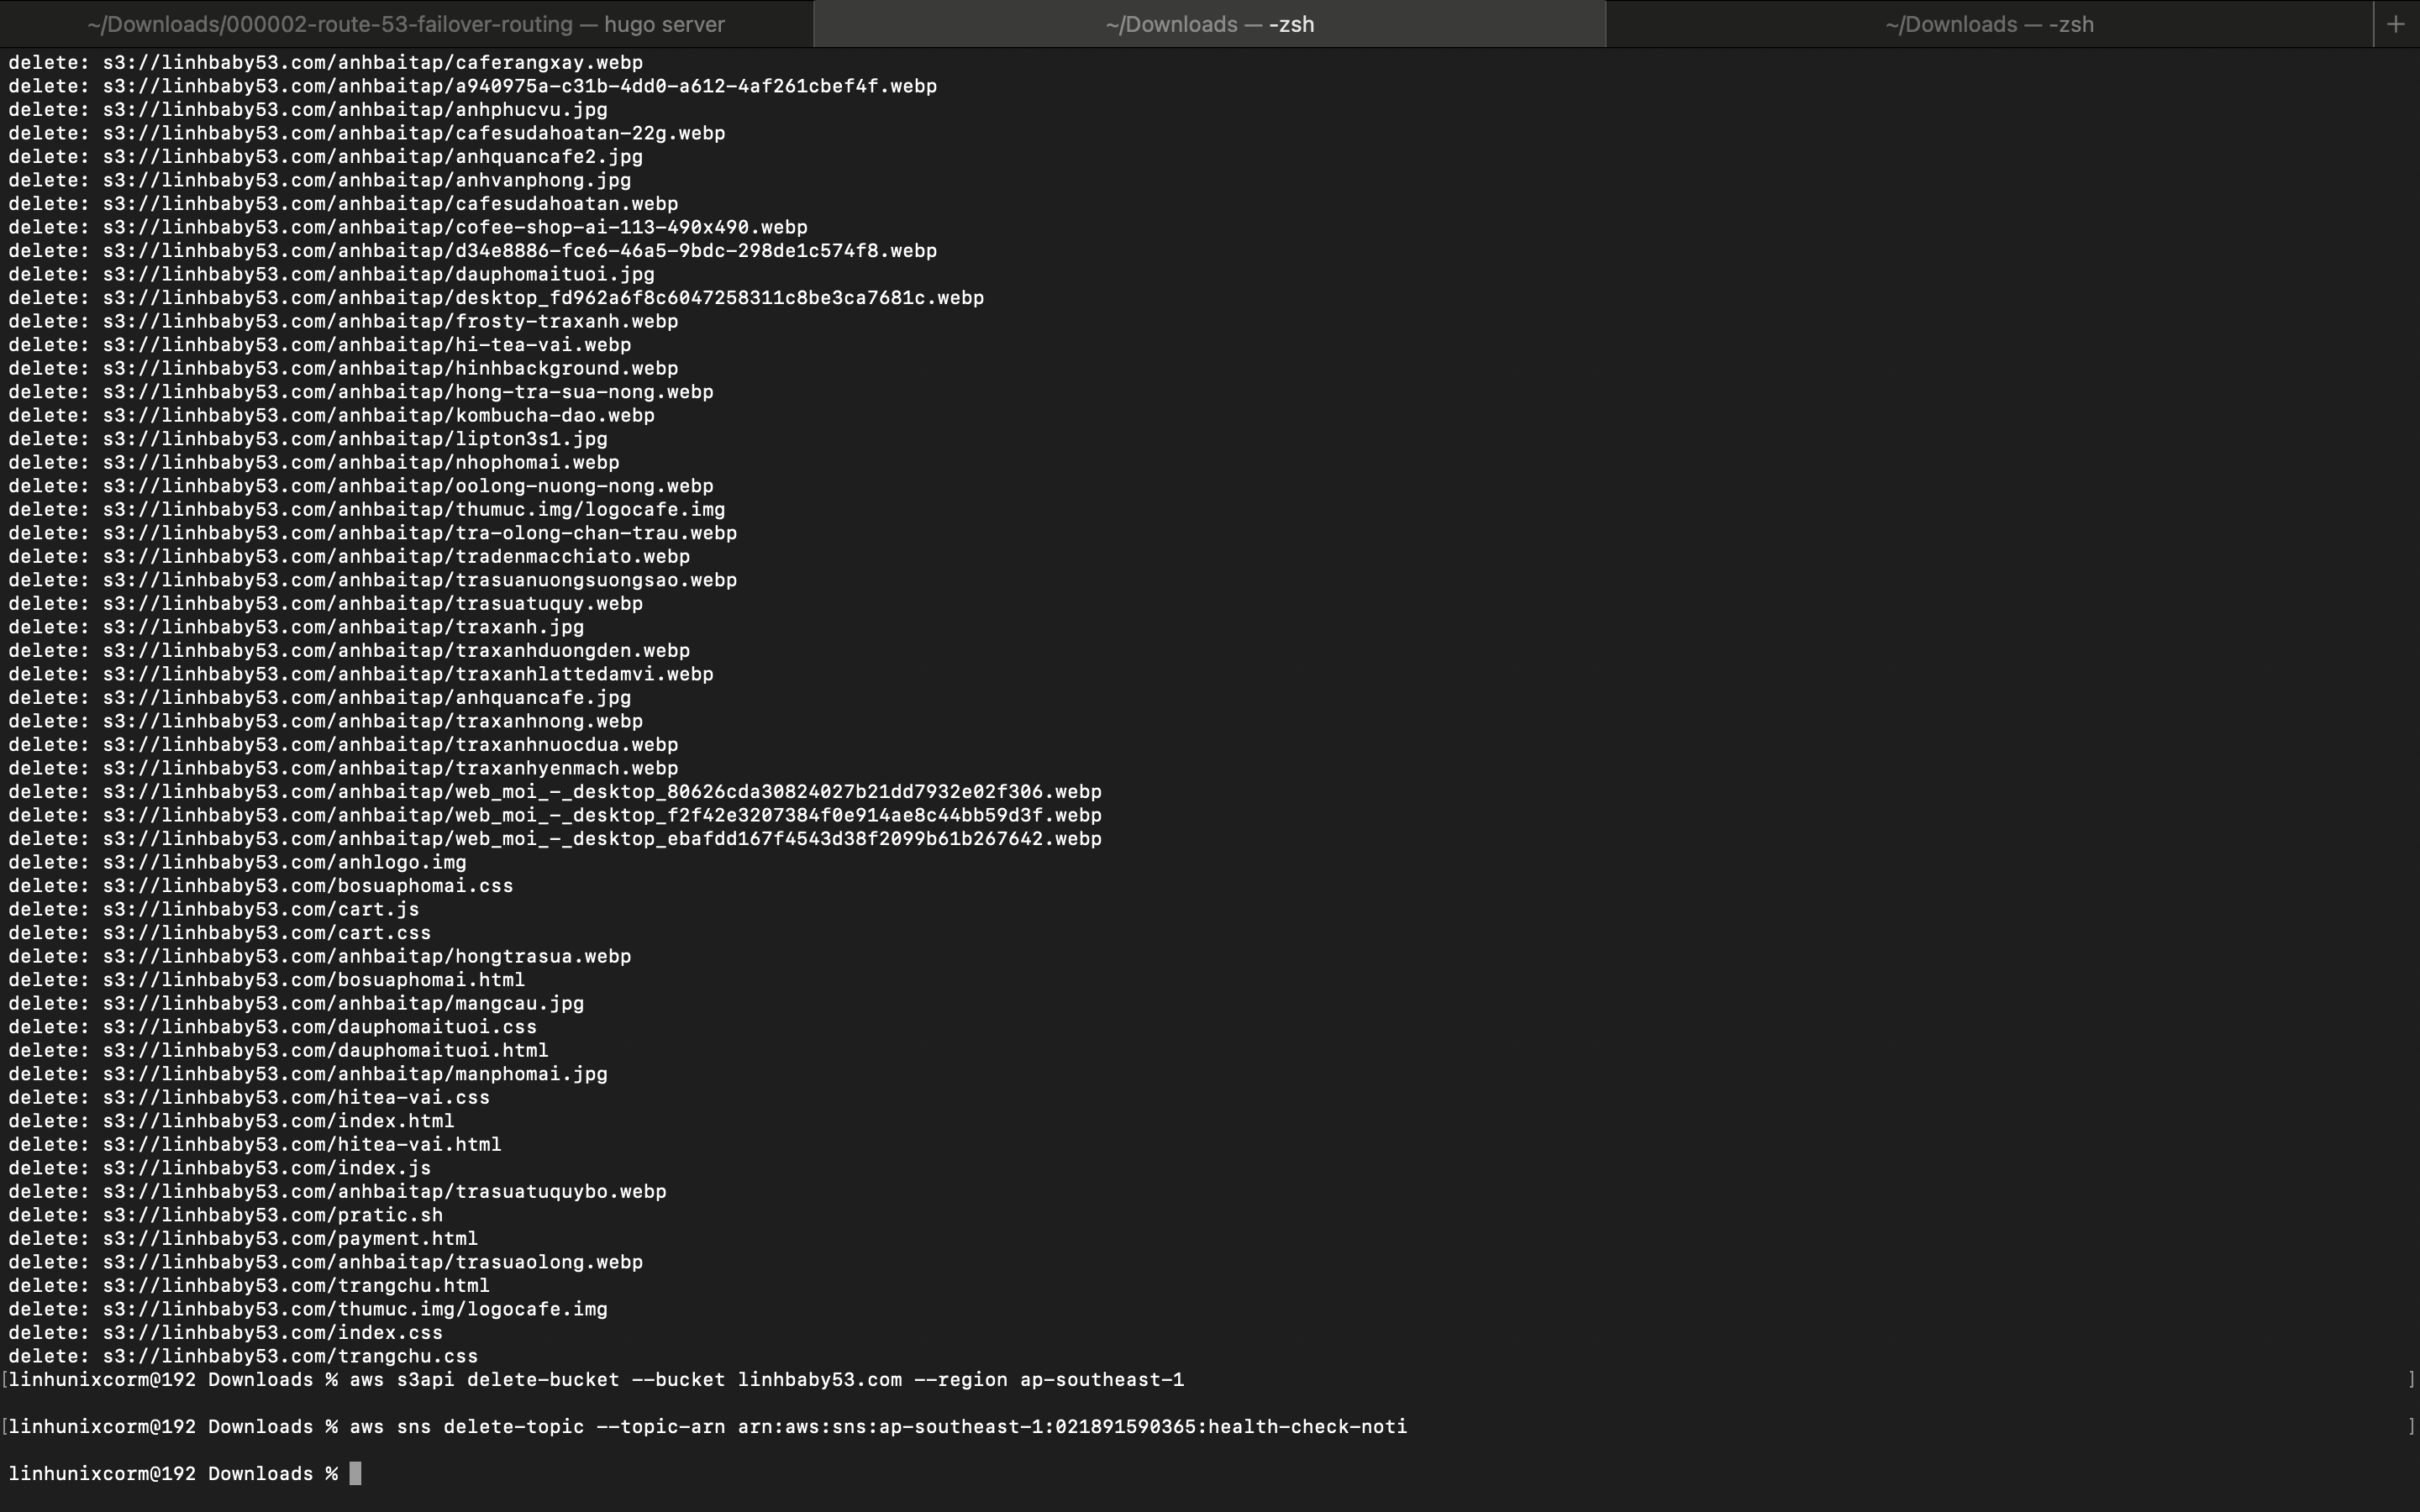 ~/Downloads/000002-route-53-failover-routing — hugo server
~/Downloads — -zsh
~/Downloads — -zsh
+
delete: s3://linhbaby53.com/anhbaitap/caferangxay.webp
delete: s3://linhbaby53.com/anhbaitap/a940975a-c31b-4dd0-a612-4af261cbef4f.webp
delete: s3://linhbaby53.com/anhbaitap/anhphucvu.jpg
delete: s3://linhbaby53.com/anhbaitap/cafesudahoatan-22g.webp
delete: s3://linhbaby53.com/anhbaitap/anhquancafe2.jpg
delete: s3://linhbaby53.com/anhbaitap/anhvanphong.jpg
delete: s3://linhbaby53.com/anhbaitap/cafesudahoatan.webp
delete: s3://linhbaby53.com/anhbaitap/cofee-shop-ai-113-490x490.webp
delete: s3://linhbaby53.com/anhbaitap/d34e8886-fce6-46a5-9bdc-298de1c574f8.webp
delete: s3://linhbaby53.com/anhbaitap/dauphomaituoi.jpg
delete: s3://linhbaby53.com/anhbaitap/desktop_fd962a6f8c6047258311c8be3ca7681c.webp
delete: s3://linhbaby53.com/anhbaitap/frosty-traxanh.webp
delete: s3://linhbaby53.com/anhbaitap/hi-tea-vai.webp
delete: s3://linhbaby53.com/anhbaitap/hinhbackground.webp
delete: s3://linhbaby53.com/anhbaitap/hong-tra-sua-nong.webp
delete: s3://linhbaby53.com/anhbaitap/kombucha-dao.webp
delete: s3://linhbaby53.com/anhbaitap/lipton3s1.jpg
delete: s3://linhbaby53.com/anhbaitap/nhophomai.webp
delete: s3://linhbaby53.com/anhbaitap/oolong-nuong-nong.webp
delete: s3://linhbaby53.com/anhbaitap/thumuc.img/logocafe.img
delete: s3://linhbaby53.com/anhbaitap/tra-olong-chan-trau.webp
delete: s3://linhbaby53.com/anhbaitap/tradenmacchiato.webp
delete: s3://linhbaby53.com/anhbaitap/trasuanuongsuongsao.webp
delete: s3://linhbaby53.com/anhbaitap/trasuatuquy.webp
delete: s3://linhbaby53.com/anhbaitap/traxanh.jpg
delete: s3://linhbaby53.com/anhbaitap/traxanhduongden.webp
delete: s3://linhbaby53.com/anhbaitap/traxanhlattedamvi.webp
delete: s3://linhbaby53.com/anhbaitap/anhquancafe.jpg
delete: s3://linhbaby53.com/anhbaitap/traxanhnong.webp
delete: s3://linhbaby53.com/anhbaitap/traxanhnuocdua.webp
delete: s3://linhbaby53.com/anhbaitap/traxanhyenmach.webp
delete: s3://linhbaby53.com/anhbaitap/web_moi_-_desktop_80626cda30824027b21dd7932e02f306.webp
delete: s3://linhbaby53.com/anhbaitap/web_moi_-_desktop_f2f42e3207384f0e914ae8c44bb59d3f.webp
delete: s3://linhbaby53.com/anhbaitap/web_moi_-_desktop_ebafdd167f4543d38f2099b61b267642.webp
delete: s3://linhbaby53.com/anhlogo.img
delete: s3://linhbaby53.com/bosuaphomai.css
delete: s3://linhbaby53.com/cart.js
delete: s3://linhbaby53.com/cart.css
delete: s3://linhbaby53.com/anhbaitap/hongtrasua.webp
delete: s3://linhbaby53.com/bosuaphomai.html
delete: s3://linhbaby53.com/anhbaitap/mangcau.jpg
delete: s3://linhbaby53.com/dauphomaituoi.css
delete: s3://linhbaby53.com/dauphomaituoi.html
delete: s3://linhbaby53.com/anhbaitap/manphomai.jpg
delete: s3://linhbaby53.com/hitea-vai.css
delete: s3://linhbaby53.com/index.html
delete: s3://linhbaby53.com/hitea-vai.html
delete: s3://linhbaby53.com/index.js
delete: s3://linhbaby53.com/anhbaitap/trasuatuquybo.webp
delete: s3://linhbaby53.com/pratic.sh
delete: s3://linhbaby53.com/payment.html
delete: s3://linhbaby53.com/anhbaitap/trasuaolong.webp
delete: s3://linhbaby53.com/trangchu.html
delete: s3://linhbaby53.com/thumuc.img/logocafe.img
delete: s3://linhbaby53.com/index.css
delete: s3://linhbaby53.com/trangchu.css
[linhunixcorm@192 Downloads % aws s3api delete-bucket --bucket linhbaby53.com --region ap-southeast-1 ]
[linhunixcorm@192 Downloads % aws sns delete-topic --topic-arn arn:aws:sns:ap-southeast-1:021891590365:health-check-noti ]
linhunixcorm@192 Downloads %